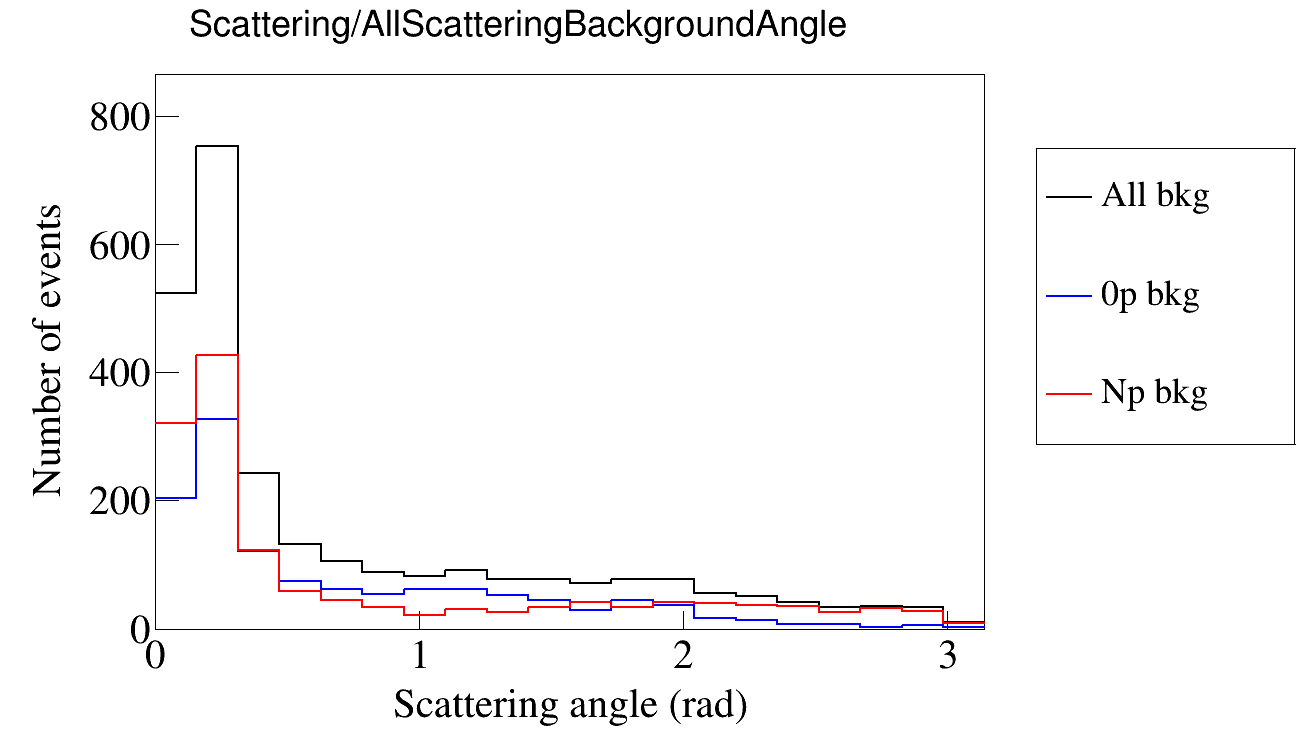 Scattering/AllScatteringBackgroundAngle
Number of events
800
600
400
200
0
0
1
2
3
Scattering angle (rad)
All bkg
0p bkg
Np bkg